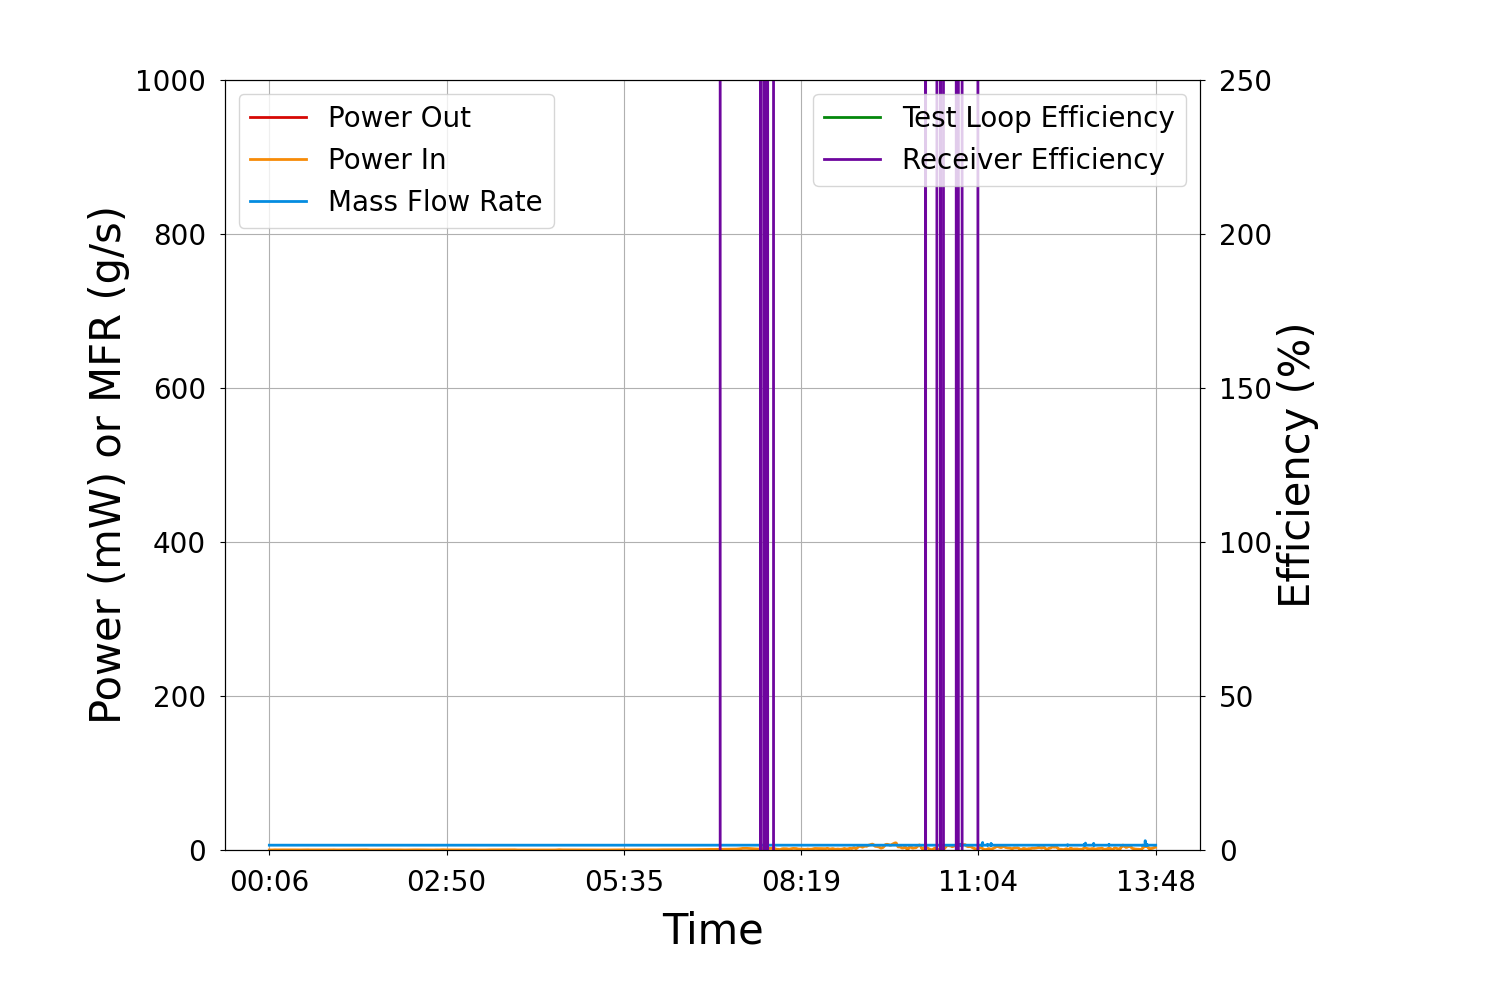 1000
800
600
400
200
0
Power (mW) or MFR (g/s)
Power Out
Power In
Mass Flow Rate
Test Loop Efficiency
Receiver Efficiency
250
200
150
100
50
0
Efficiency (%)
00:06 02:50 05:35 08:19 11:04 13:48
Time